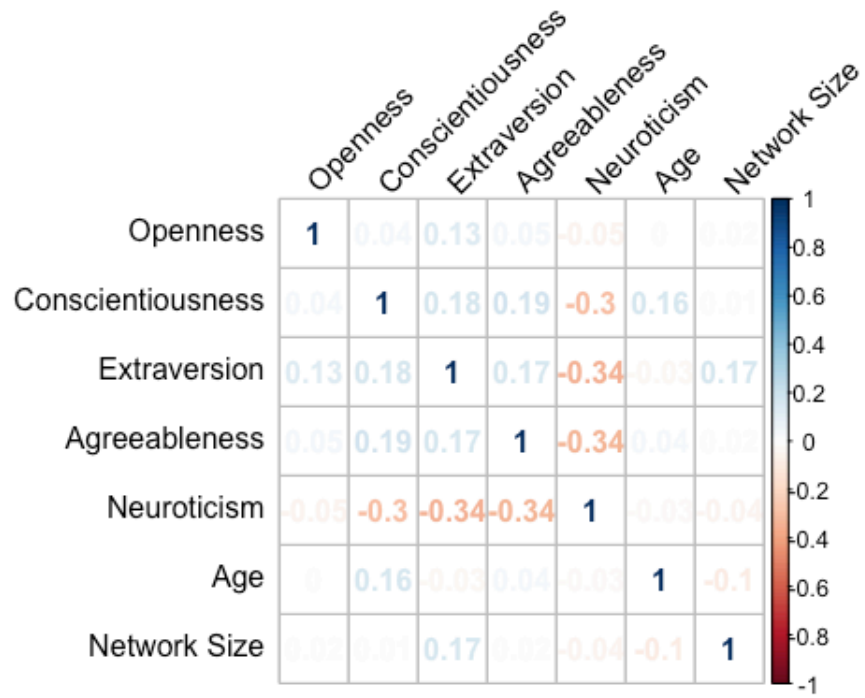 Openness Conscientiousness Extraversion Agreeableness Neuroticism Age Network Size
Openness 1 0.04 0.13 0.05 -0.05 0 0.02
Conscientiousness 0.04 1 0.18 0.19 -0.3 0.16 0.01
Extraversion 0.13 0.18 1 0.17 -0.34 -0.03 0.17
Agreeableness 0.05 0.19 0.17 1 -0.34 0.04 0.02
Neuroticism -0.05 -0.3 -0.34 -0.34 1 -0.03 -0.04
Age 0 0.16 -0.03 0.04 -0.03 1 -0.1
Network Size 0.02 0.01 0.17 0.02 -0.04 -0.1 1
1
0.8
0.6
0.4
0.2
0
-0.2
-0.4
-0.6
-0.8
-1